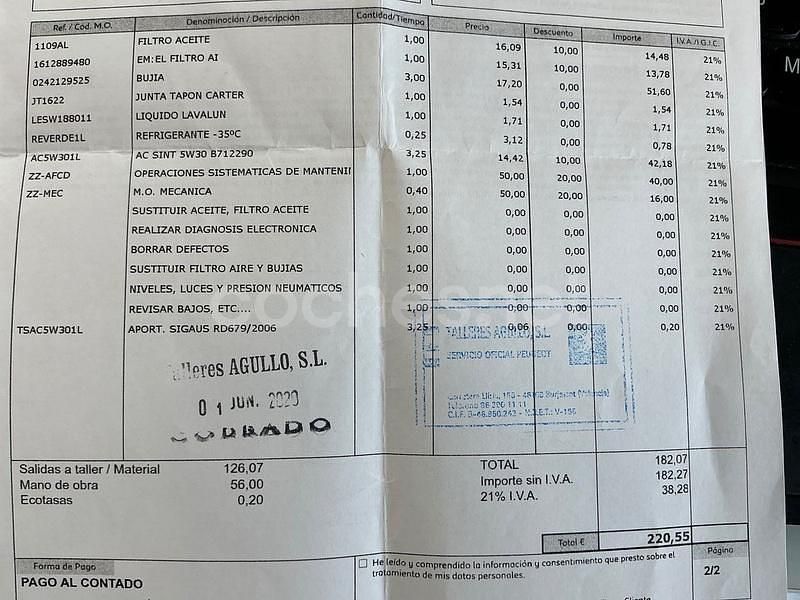 Ref. / Cod. M.O. Denominación / Descripción Cantidad/Tiempo Precio Descuento Importe I.V.A./I.G.I.C.
1109AL FILTRO ACEITE 1,00 16,09 10,00 14,48 21%
1612889480 EM:EL FILTRO AI 1,00 15,31 10,00 13,78 21%
0242129525 BUJIA 3,00 17,20 0,00 51,60 21%
JT1622 JUNTA TAPON CARTER 1,00 1,54 0,00 1,54 21%
LESW188011 LIQUIDO LAVALUN 1,00 1,71 0,00 1,71 21%
REVERDE1L REFRIGERANTE -35ºC 0,25 3,12 0,00 0,78 21%
AC5W301L AC SINT 5W30 B712290 3,25 14,42 10,00 42,18 21%
ZZ-AFCD OPERACIONES SISTEMATICAS DE MANTENI 1,00 50,00 20,00 40,00 21%
ZZ-MEC M.O. MECANICA 0,40 50,00 20,00 16,00 21%
SUSTITUIR ACEITE, FILTRO ACEITE 1,00 0,00 0,00 0,00 21%
REALIZAR DIAGNOSIS ELECTRONICA 1,00 0,00 0,00 0,00 21%
BORRAR DEFECTOS 1,00 0,00 0,00 0,00 21%
SUSTITUIR FILTRO AIRE Y BUJIAS 1,00 0,00 0,00 0,00 21%
NIVELES, LUCES Y PRESION NEUMATICOS 1,00 0,00 0,00 0,00 21%
REVISAR BAJOS, ETC.... 1,00 0,00 0,00 0,00 21%
TSAC5W301L APORT. SIGAUS RD679/2006 3,25 0,06 0,00 0,20 21%
coches.net
TALLERES AGULLO, S.L.
SERVICIO OFICIAL PEUGEOT
Talleres AGULLO, S.L.
01 JUN. 2020
COBRADO
Salidas a taller / Material 126,07
Mano de obra 56,00
Ecotasas 0,20
TOTAL 182,07
Importe sin I.V.A. 182,27
21% I.V.A. 38,28
Total € 220,55
Forma de Pago
PAGO AL CONTADO
He leído y comprendido la información y consentimiento que presto sobre el
tratamiento de mis datos personales.
Página
2/2
M